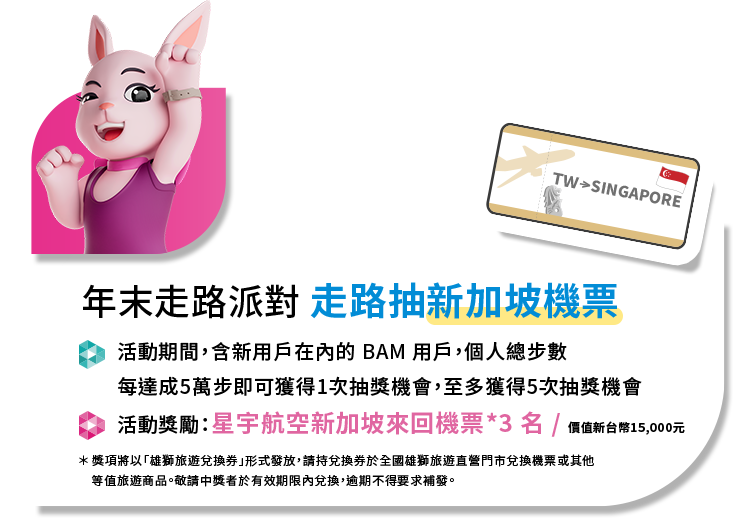 TW➔SINGAPORE
年末走路派對 走路抽新加坡機票
活動期間，含新用戶在內的 BAM 用戶，個人總步數
每達成5萬步即可獲得1次抽獎機會，至多獲得5次抽獎機會
活動獎勵：星宇航空新加坡來回機票*3 名 / 價值新台幣15,000元
＊獎項將以「雄獅旅遊兌換券」形式發放，請持兌換券於全國雄獅旅遊直營門市兌換機票或其他
等值旅遊商品。敬請中獎者於有效期限內兌換，逾期不得要求補發。